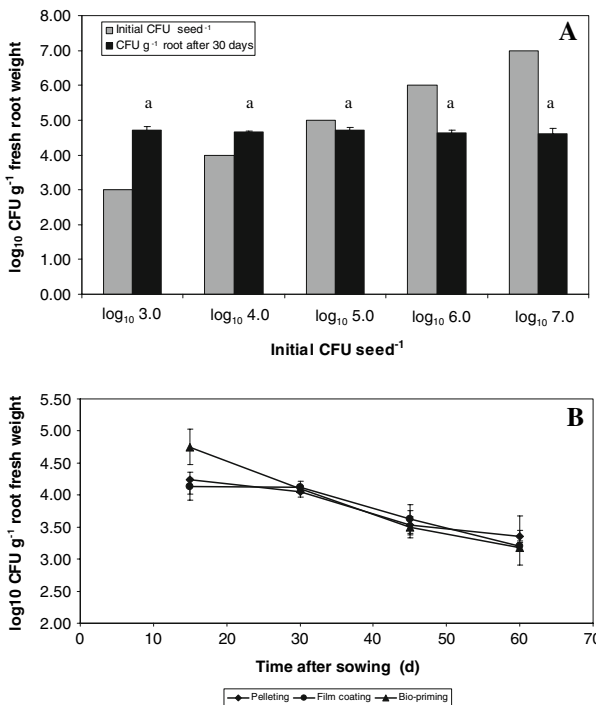 A
Initial CFU seed⁻¹
CFU g⁻¹ root after 30 days
log₁₀ CFU g⁻¹ fresh root weight
8.00
7.00
6.00
5.00
4.00
3.00
2.00
1.00
0.00
a a a a a
log₁₀ 3.0 log₁₀ 4.0 log₁₀ 5.0 log₁₀ 6.0 log₁₀ 7.0
Initial CFU seed⁻¹
B
log10 CFU g⁻¹ root fresh weight
5.50
5.00
4.50
4.00
3.50
3.00
2.50
2.00
0 10 20 30 40 50 60 70
Time after sowing (d)
Pelleting Film coating Bio-priming